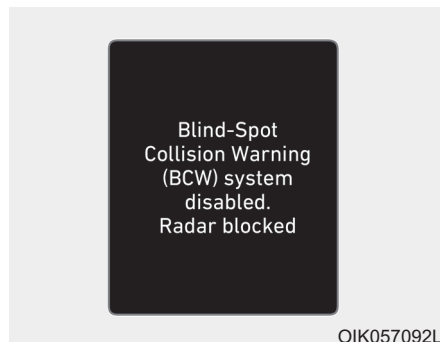 Blind-Spot
Collision Warning
(BCW) system
disabled.
Radar blocked
OIK057092L